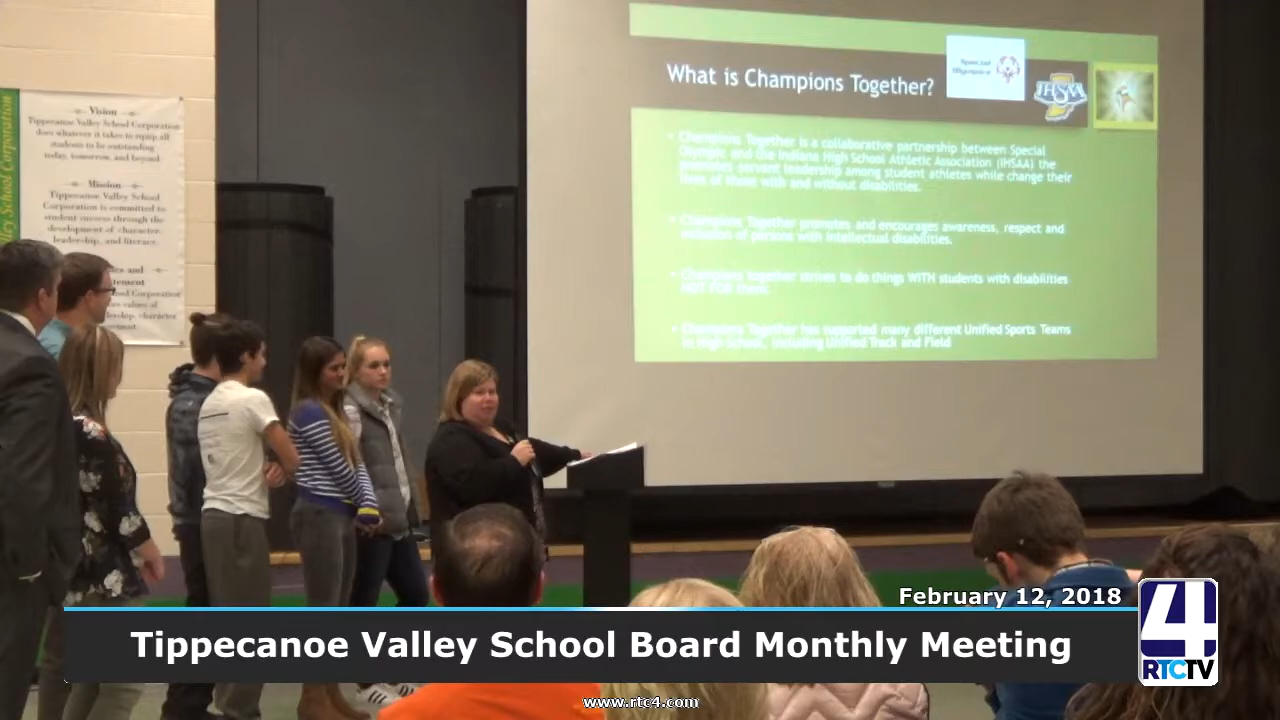 Vision
Tippecanoe Valley School Corporation
does whatever it takes to equip all
students to be outstanding
today, tomorrow, and beyond.
Mission
Tippecanoe Valley School
Corporation is committed to
student success through the
development of character,
leadership, and literacy.
and
School Corporation
values of
character
What is Champions Together?
Special
Olympics
IHSAA
• Champions Together is a collaborative partnership between Special
Olympic and the Indiana High School Athletic Association (IHSAA) the
promotes servant leadership among student athletes while change their
lives of those with and without disabilities.
• Champions Together promotes and encourages awareness, respect and
inclusion of persons with intellectual disabilities.
• Champions together strives to do things WITH students with disabilities
NOT FOR them.
• Champions Together has supported many different Unified Sports Teams
in High School, including Unified Track and Field
February 12, 2018
Tippecanoe Valley School Board Monthly Meeting
4
RTCTV
www.rtc4.com